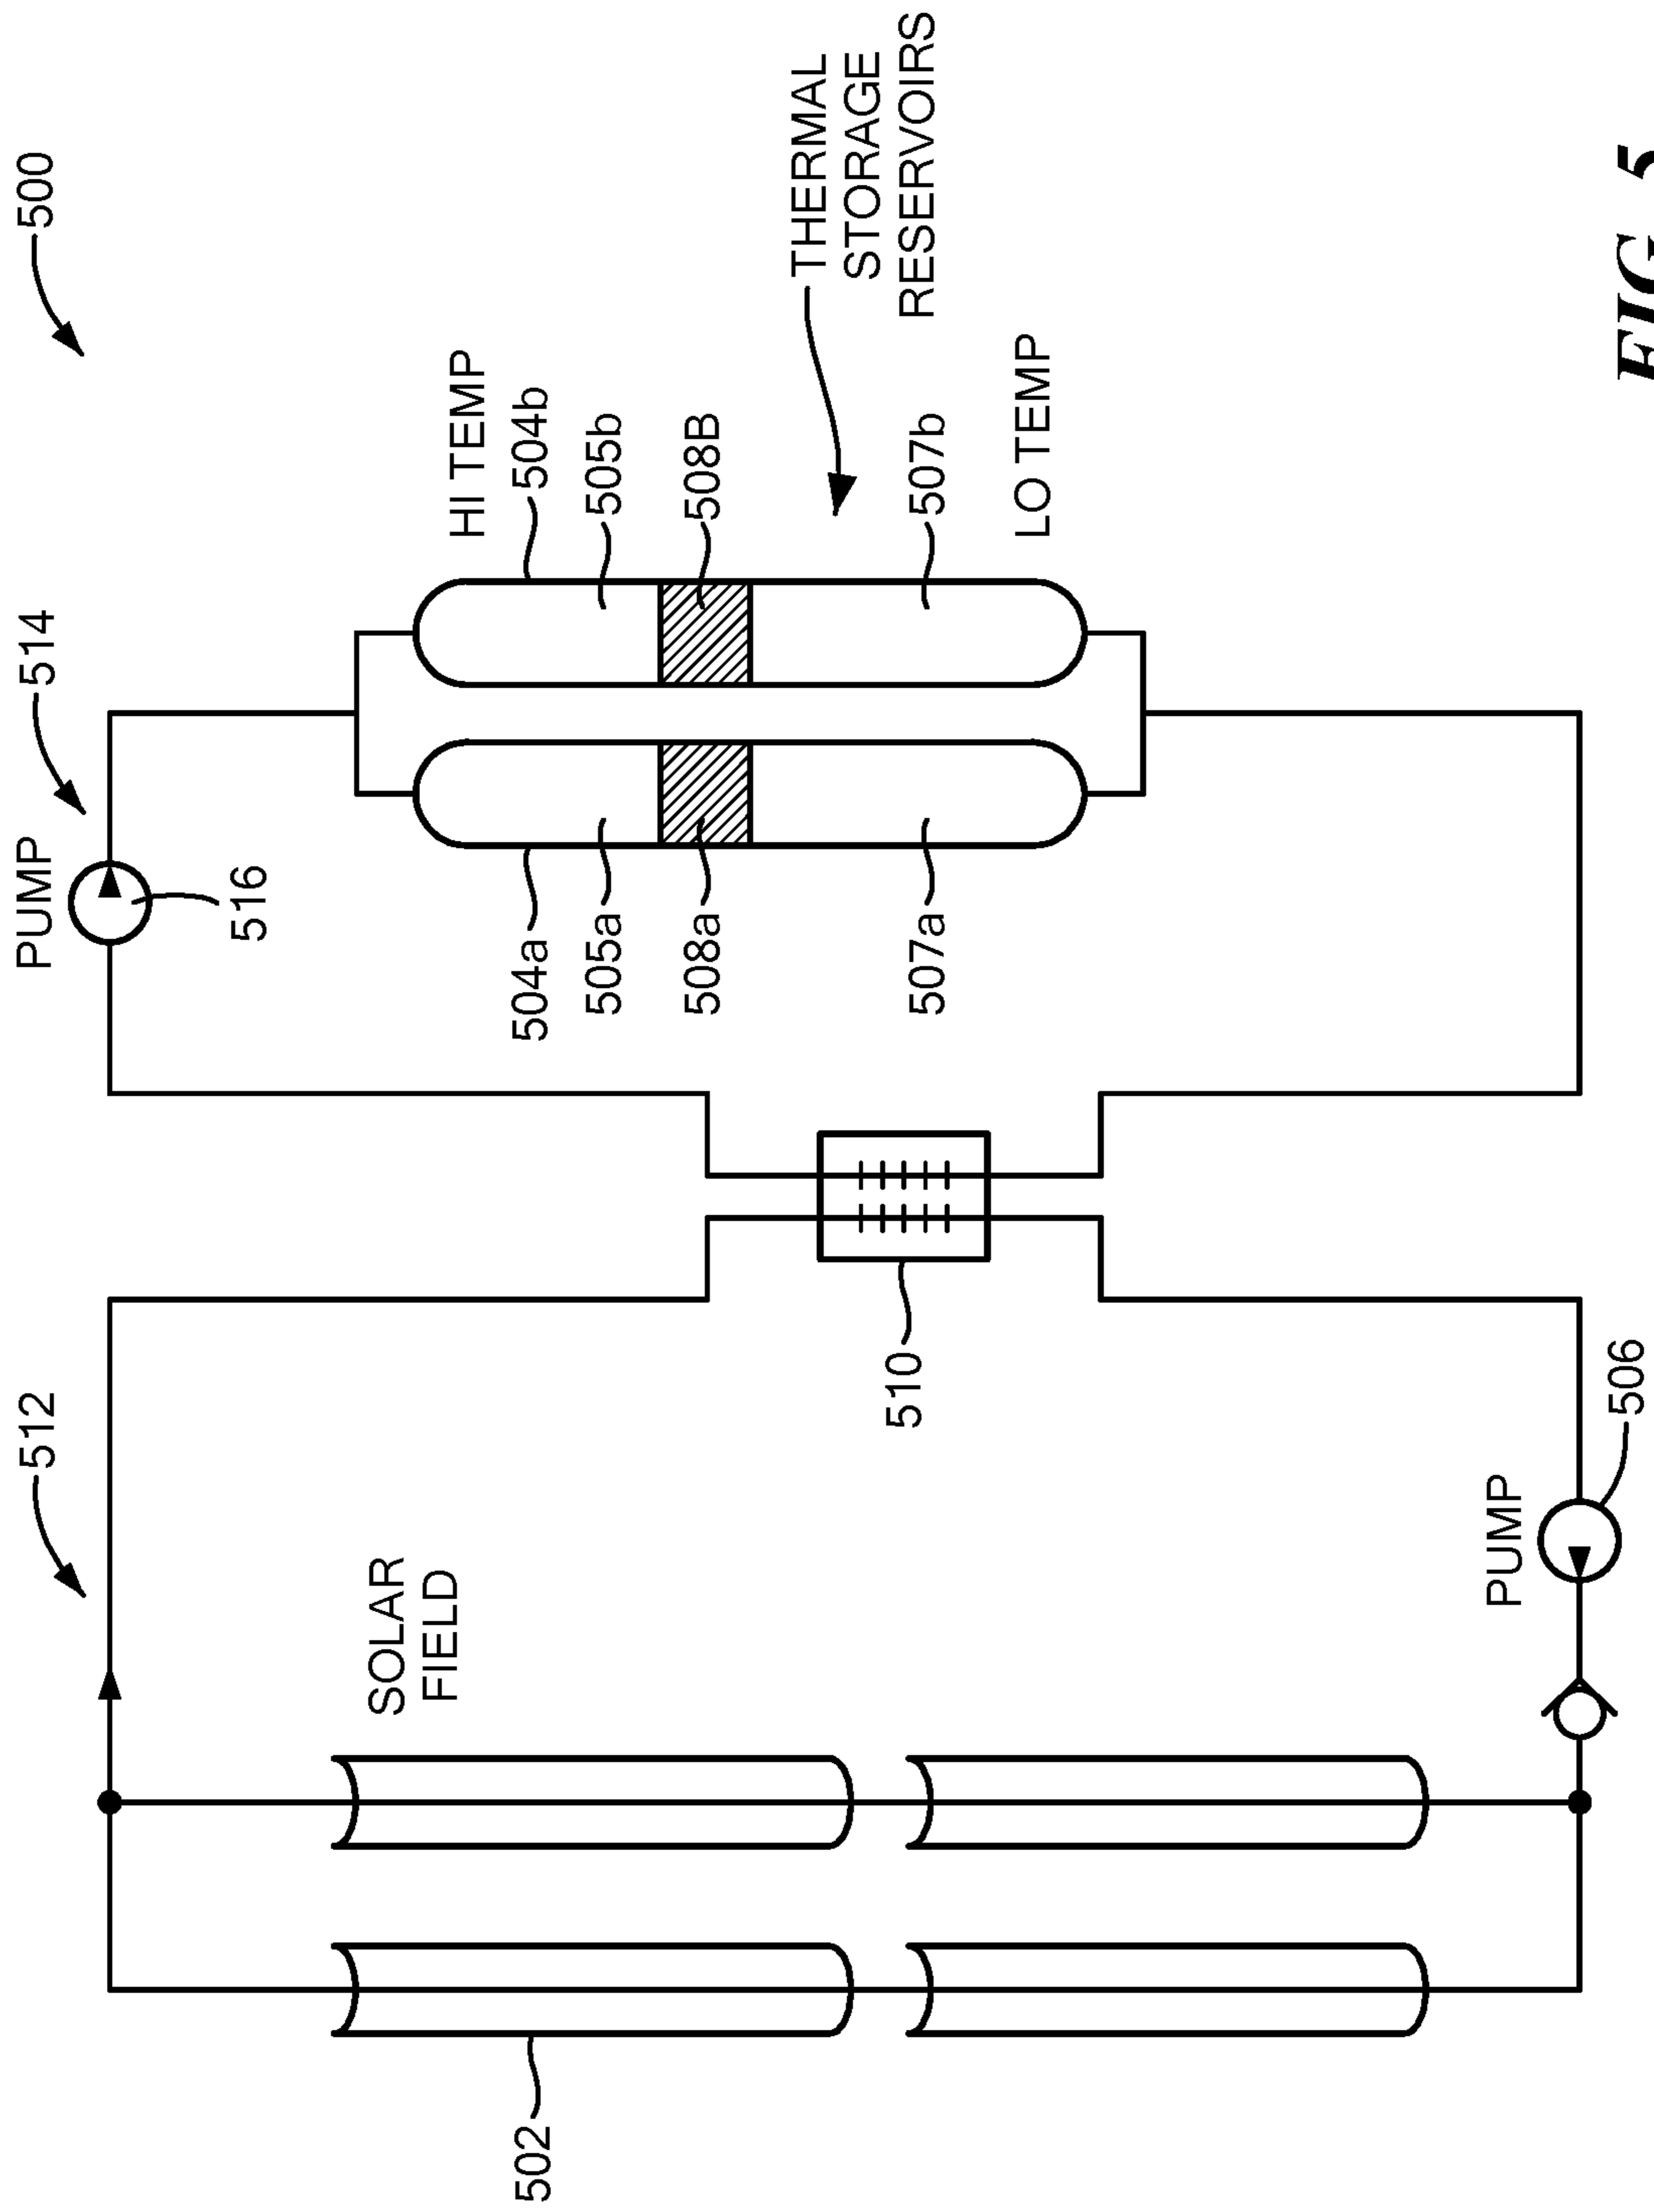 500
512
514
PUMP
516
SOLAR
FIELD
HI TEMP
504a
504b
505a
505b
508a
508B
507a
507b
LO TEMP
THERMAL
STORAGE
RESERVOIRS
502
510
PUMP
506
FIG. 5